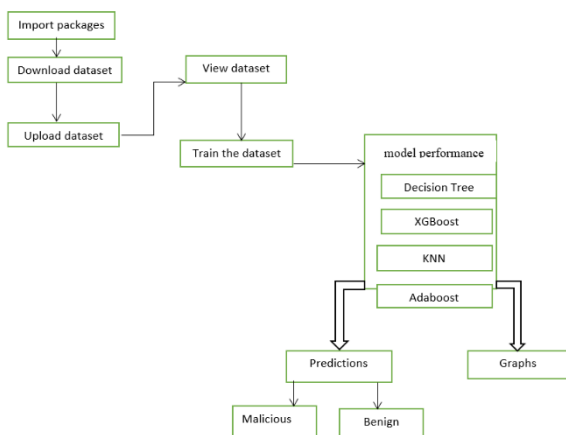 Import packages
Download dataset
Upload dataset
View dataset
Train the dataset
model performance
Decision Tree
XGBoost
KNN
Adaboost
Predictions
Graphs
Malicious
Benign